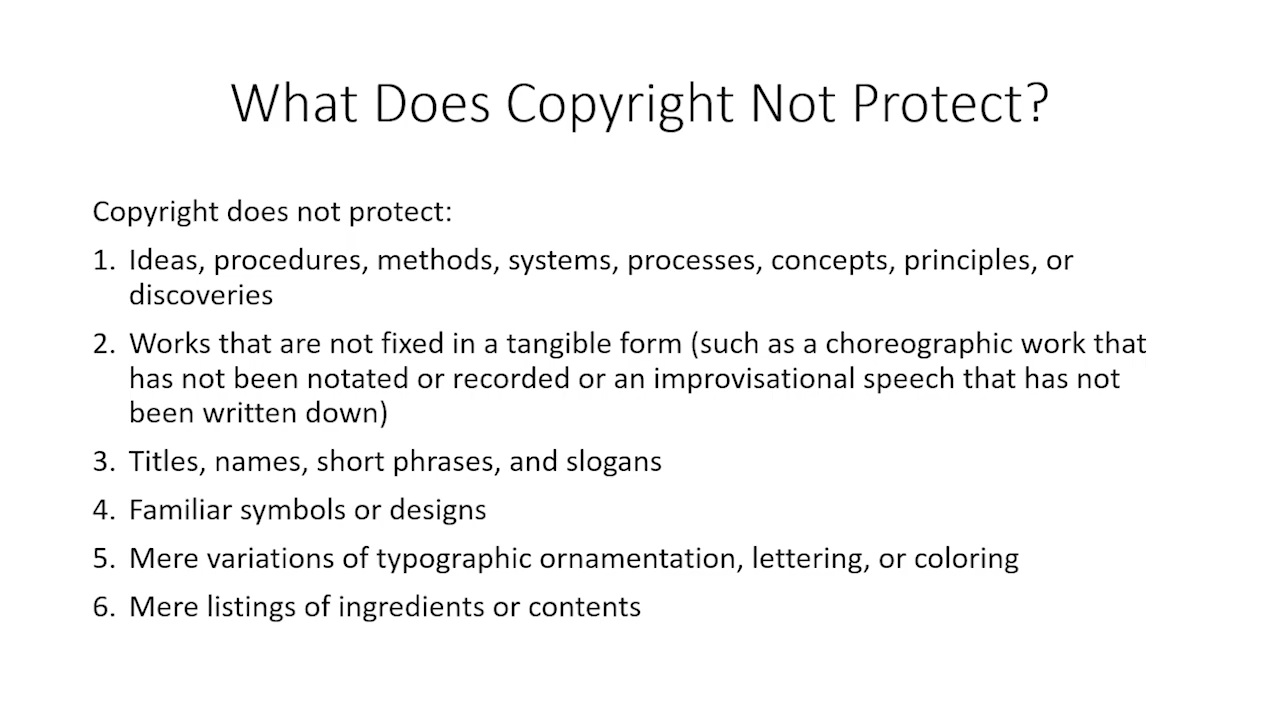 What Does Copyright Not Protect?
Copyright does not protect:
1. Ideas, procedures, methods, systems, processes, concepts, principles, or
discoveries
2. Works that are not fixed in a tangible form (such as a choreographic work that
has not been notated or recorded or an improvisational speech that has not
been written down)
3. Titles, names, short phrases, and slogans
4. Familiar symbols or designs
5. Mere variations of typographic ornamentation, lettering, or coloring
6. Mere listings of ingredients or contents